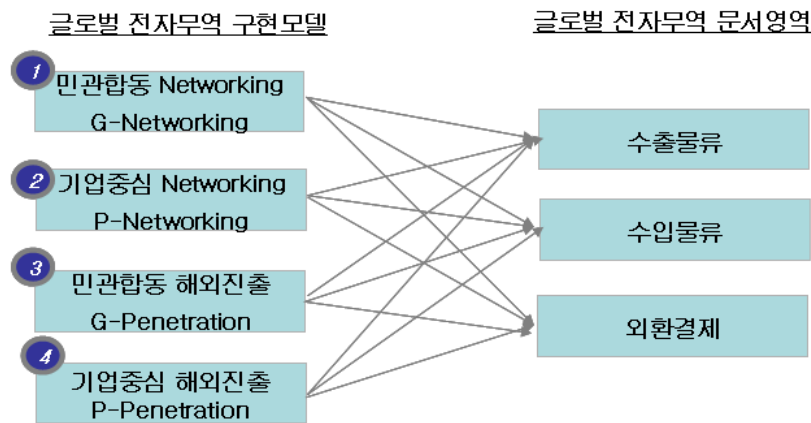 글로벌 전자무역 구현모델
글로벌 전자무역 문서영역
1
민관합동 Networking
G-Networking
2
기업중심 Networking
P-Networking
3
민관합동 해외진출
G-Penetration
4
기업중심 해외진출
P-Penetration
수출물류
수입물류
외환결제